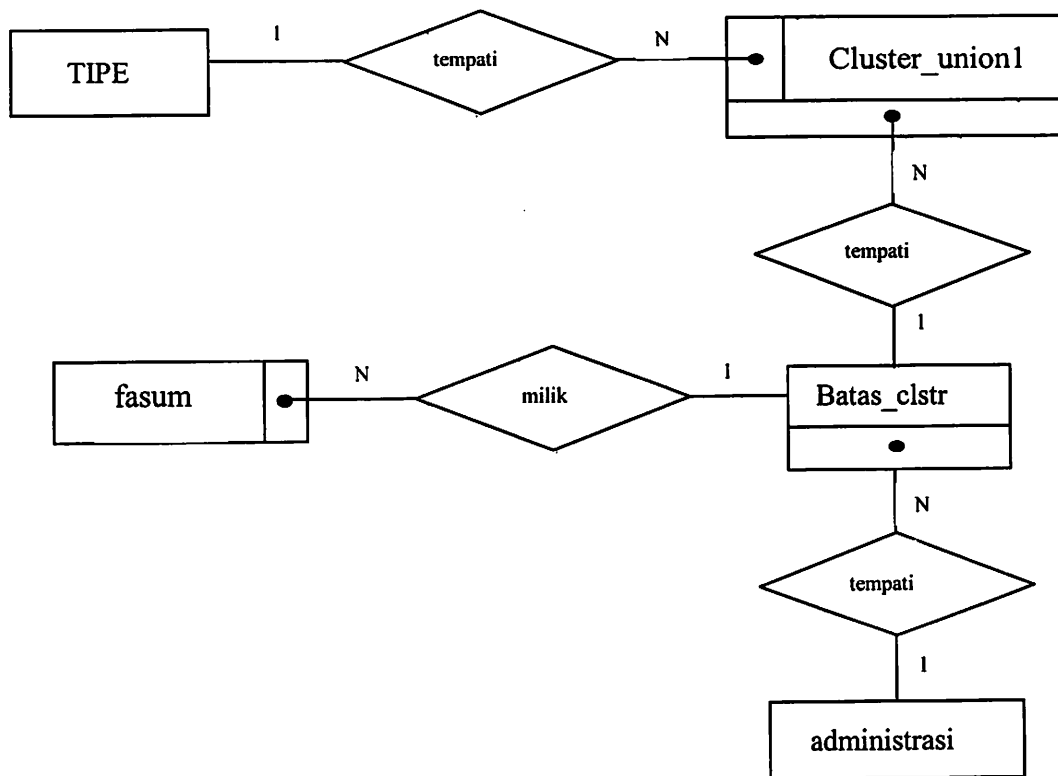 1
N
TIPE
tempati
Cluster_union1
N
tempati
1
fasum
N
milik
1
Batas_clstr
N
tempati
1
administrasi